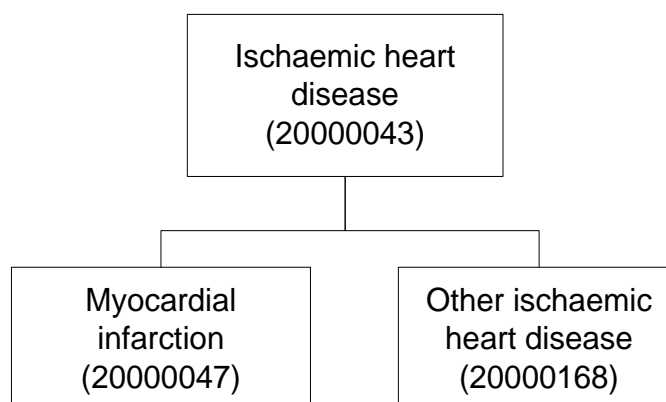 Ischaemic heart
disease
(20000043)
Myocardial
infarction
(20000047)
Other ischaemic
heart disease
(20000168)